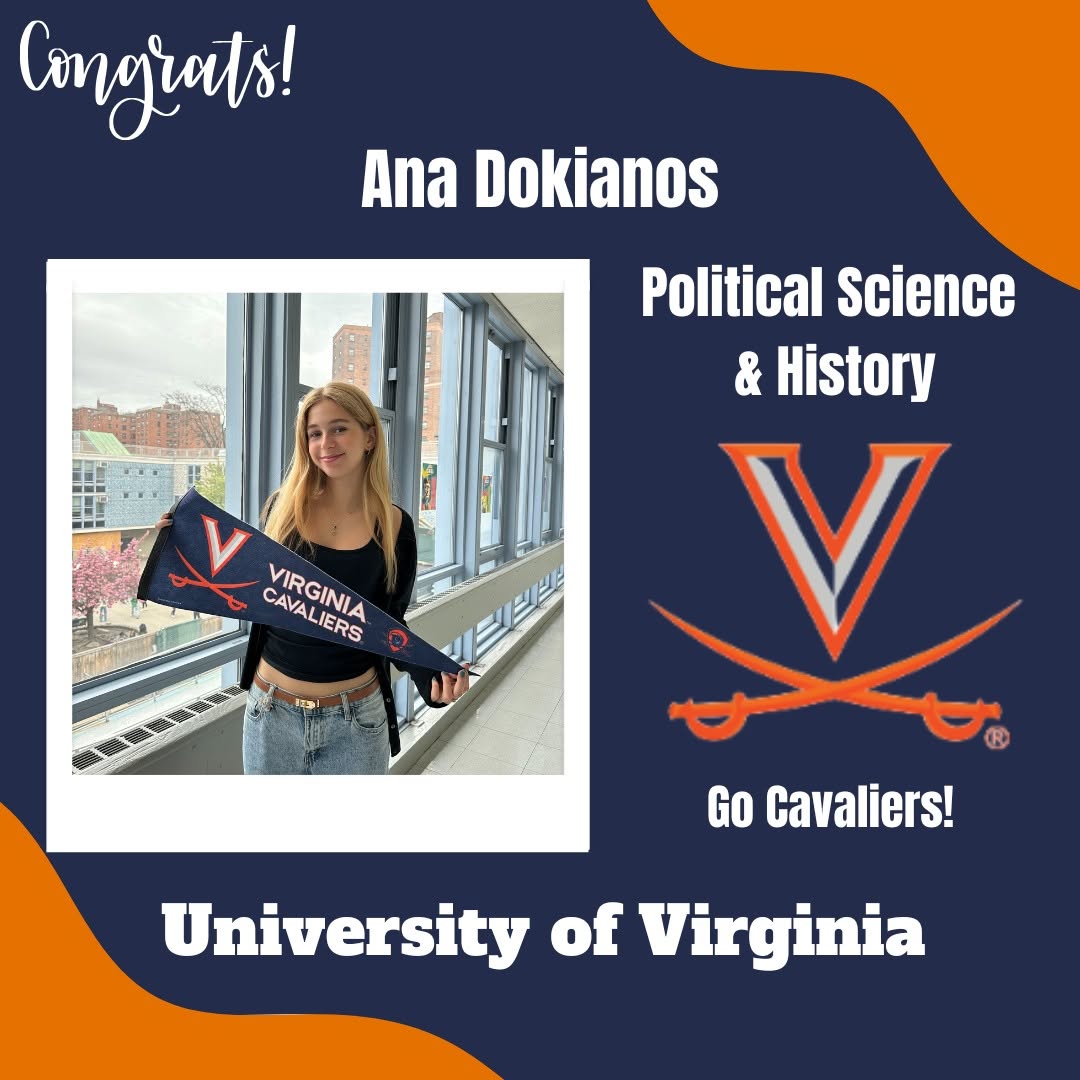 Congrats!
Ana Dokianos
Political Science
& History
V
VIRGINIA
CAVALIERS
V
®
Go Cavaliers!
University of Virginia